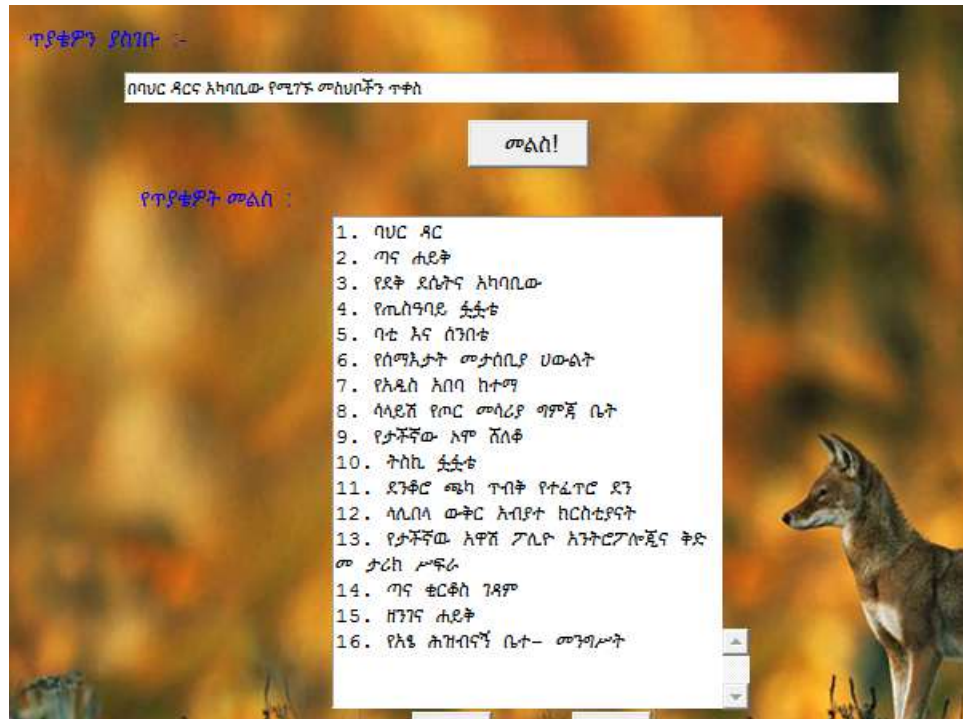 ጥያቄዎን ያስገቡ :-
በባህር ዳርና አካባቢው የሚገኙ መስህቦችን ጥቀስ
መልስ!
የጥያቄዎት መልስ :
1. ባህር ዳር
2. ጣና ሐይቅ
3. የደቅ ደሴትና አካባቢው
4. የጢስዓባይ ፏፏቴ
5. ባቲ እና ሰንበቴ
6. የሰማእታት መታሰቢያ ሀውልት
7. የአዲስ አበባ ከተማ
8. ሳላይሽ የጦር መሳሪያ ግምጃ ቤት
9. የታችኛው ኦሞ ሸለቆ
10. ትስኪ ፏፏቴ
11. ደንቆሮ ጫካ ጥብቅ የተፈጥሮ ደን
12. ላሊበላ ውቅር አብያተ ክርስቲያናት
13. የታችኛው አዋሽ ፖሊዮ አንትሮፖሎጂና ቅድ
መ ታሪክ ሥፍራ
14. ጣና ቂርቆስ ገዳም
15. ዘንገና ሐይቅ
16. የአፄ ሕዝብናኝ ቤተ- መንግሥት